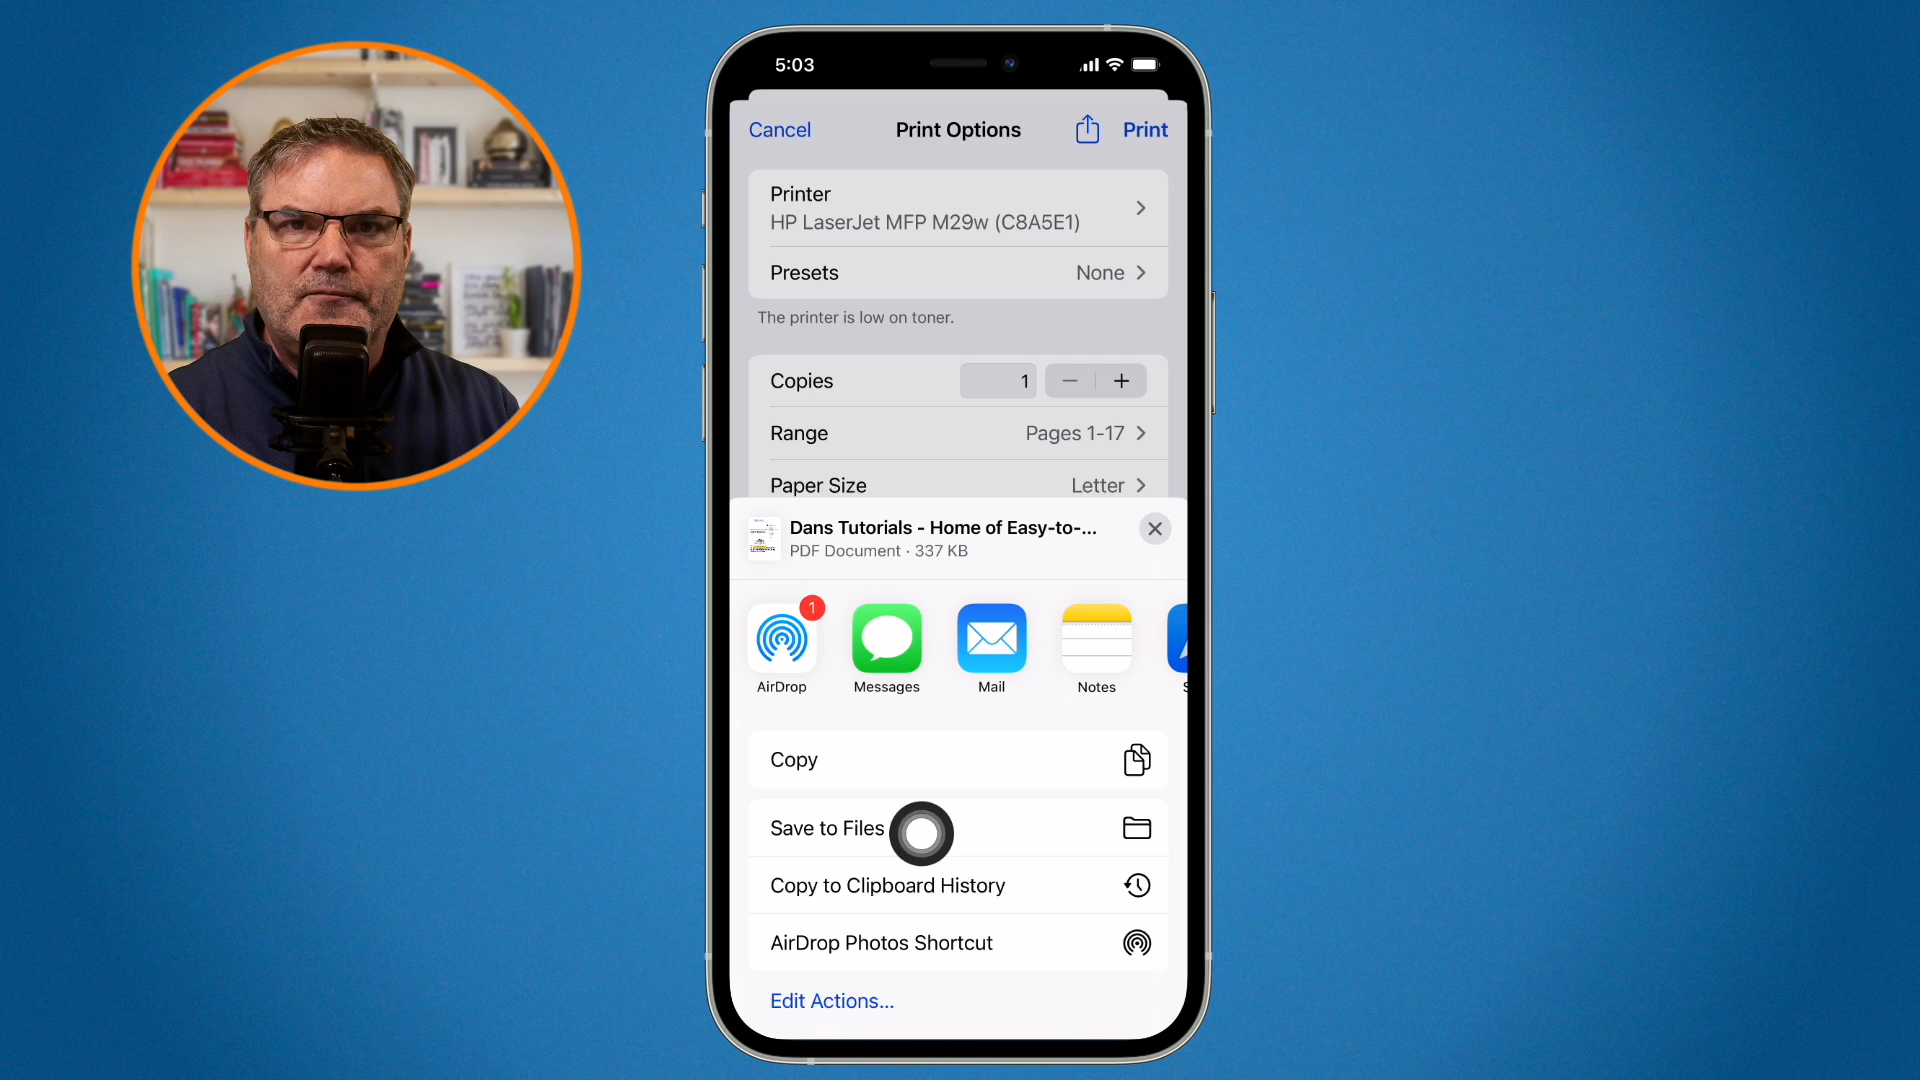 5:03
Cancel
Print Options
Print
Printer
HP LaserJet MFP M29w (C8A5E1)
Presets
None
The printer is low on toner.
Copies
1
Range
Pages 1-17
Paper Size
Letter
Dans Tutorials - Home of Easy-to-...
PDF Document · 337 KB
1
AirDrop
Messages
Mail
Notes
S
Copy
Save to Files
Copy to Clipboard History
AirDrop Photos Shortcut
Edit Actions...